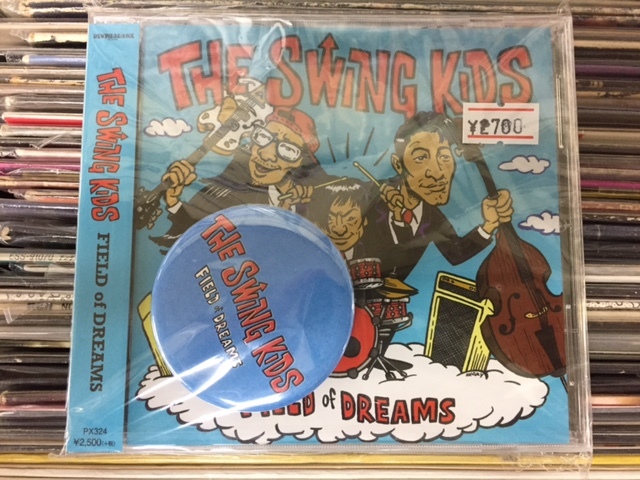 THE SWING KIDS
FIELD of DREAMS
PX324
¥2,500(+税)
THE SWiNG KiDS
¥2700
THE SWiNG KiDS
FIELD of DREAMS
FIELD of DREAMS